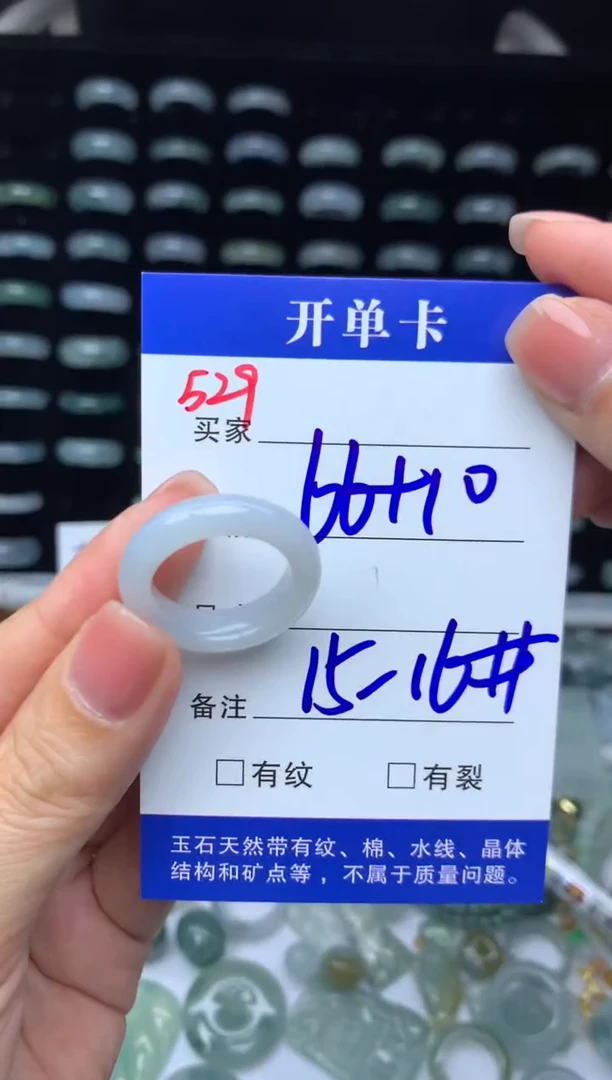 开单卡
529
买家
66+10
15-16#
备注
有纹
有裂
玉石天然带有纹、棉、水线、晶体
结构和矿点等，不属于质量问题。